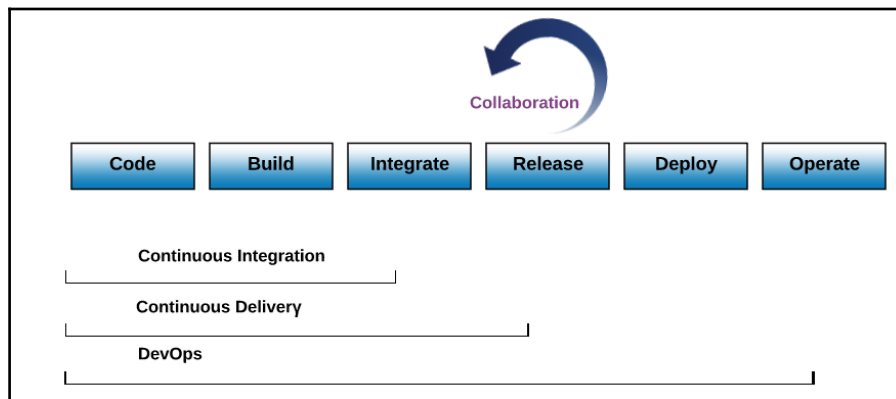 Collaboration
Code Build Integrate Release Deploy Operate
Continuous Integration
Continuous Delivery
DevOps